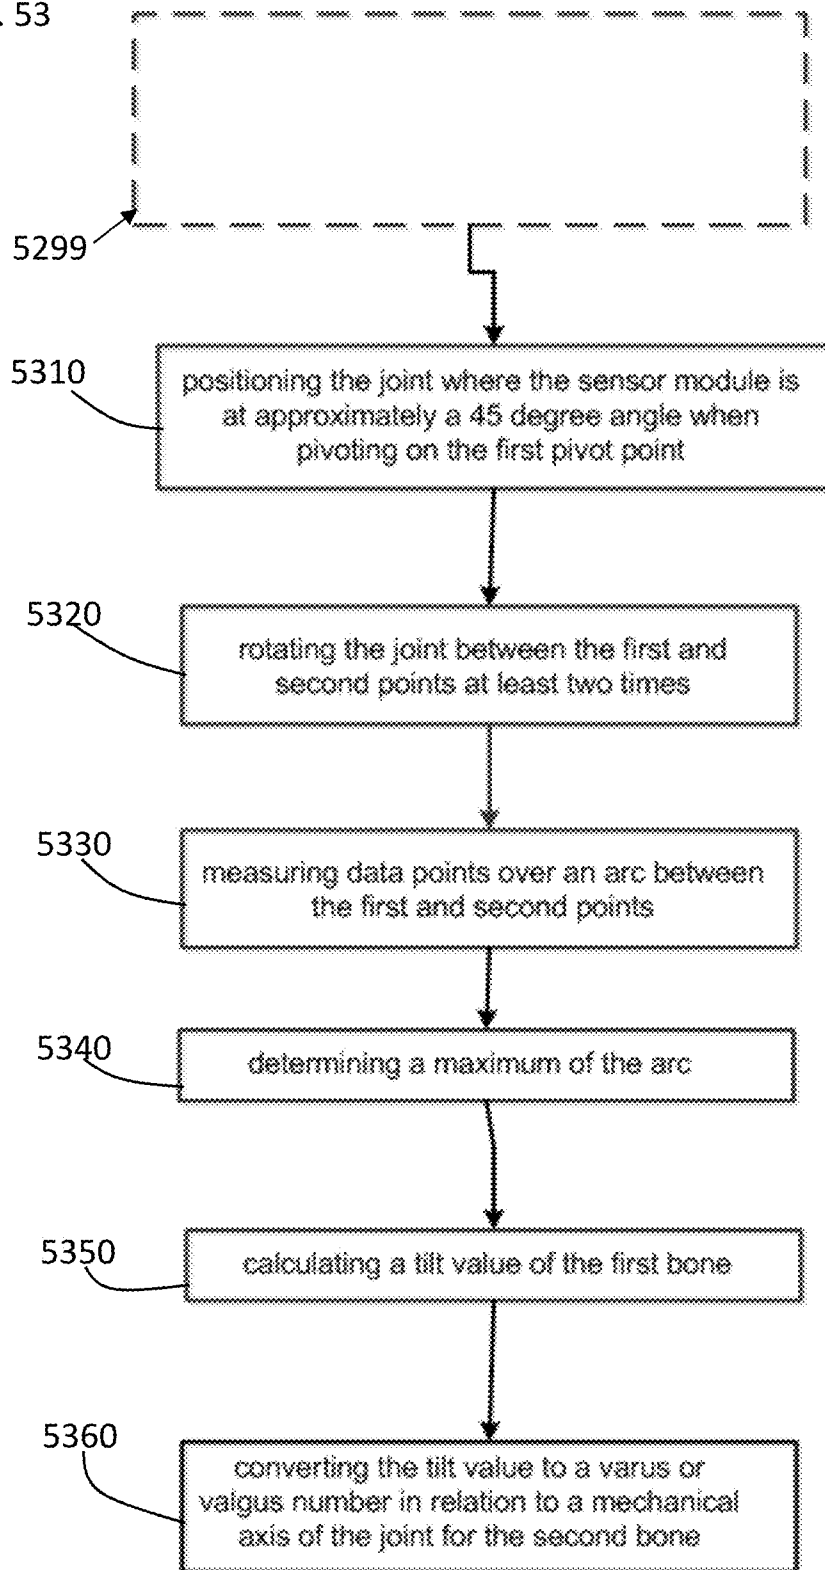 . 53
5299
5310
positioning the joint where the sensor module is
at approximately a 45 degree angle when
pivoting on the first pivot point
5320
rotating the joint between the first and
second points at least two times
5330
measuring data points over an arc between
the first and second points
5340
determining a maximum of the arc
5350
calculating a tilt value of the first bone
5360
converting the tilt value to a varus or
valgus number in relation to a mechanical
axis of the joint for the second bone